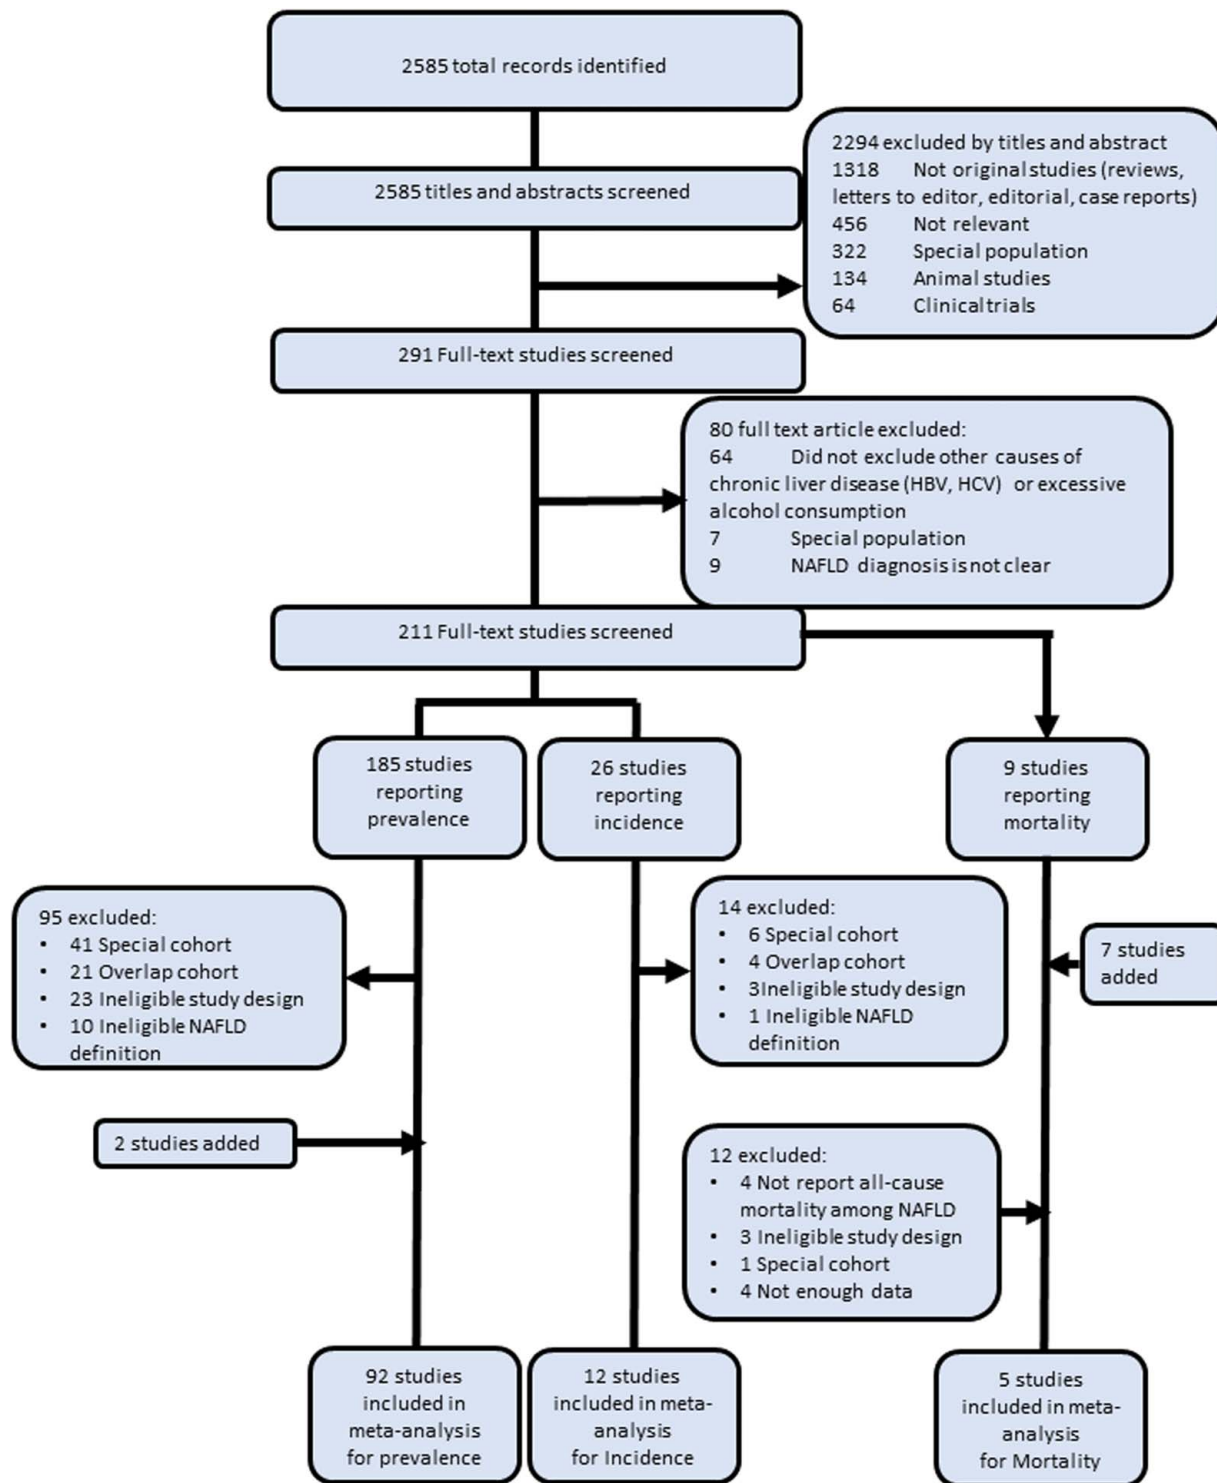 2585 total records identified
2294 excluded by titles and abstract
1318 Not original studies (reviews,
letters to editor, editorial, case reports)
456 Not relevant
322 Special population
134 Animal studies
64 Clinical trials
2585 titles and abstracts screened
291 Full-text studies screened
80 full text article excluded:
64 Did not exclude other causes of
chronic liver disease (HBV, HCV) or excessive
alcohol consumption
7 Special population
9 NAFLD diagnosis is not clear
211 Full-text studies screened
185 studies
reporting
prevalence
26 studies
reporting
incidence
9 studies
reporting
mortality
95 excluded:
• 41 Special cohort
• 21 Overlap cohort
• 23 Ineligible study design
• 10 Ineligible NAFLD
definition
14 excluded:
• 6 Special cohort
• 4 Overlap cohort
• 3Ineligible study design
• 1 Ineligible NAFLD
definition
7 studies
added
2 studies added
12 excluded:
• 4 Not report all-cause
mortality among NAFLD
• 3 Ineligible study design
• 1 Special cohort
• 4 Not enough data
92 studies
included in
meta-analysis
for prevalence
12 studies
included in meta-
analysis
for Incidence
5 studies
included in meta-
analysis
for Mortality